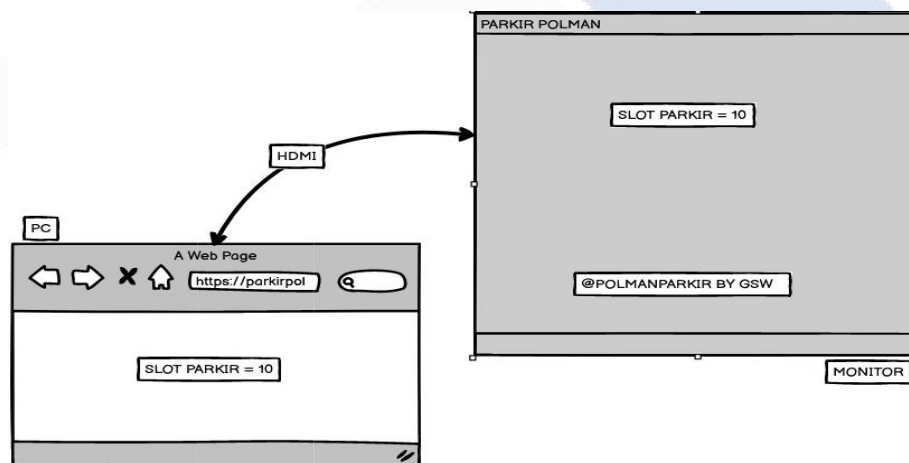 PARKIR POLMAN
SLOT PARKIR = 10
HDMI
PC
A Web Page
https://parkirpol
@POLMANPARKIR BY GSW
SLOT PARKIR = 10
MONITOR